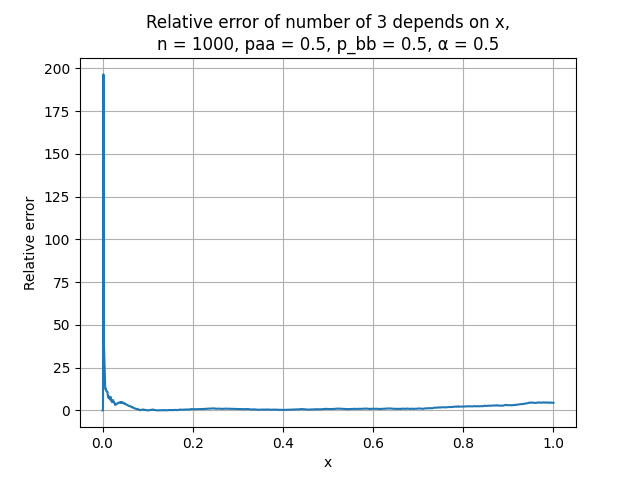 Relative error of number of 3 depends on x,
n = 1000, paa = 0.5, p_bb = 0.5, α = 0.5
200
175
150
125
100
75
50
25
0
Relative error
0.0 0.2 0.4 0.6 0.8 1.0
x